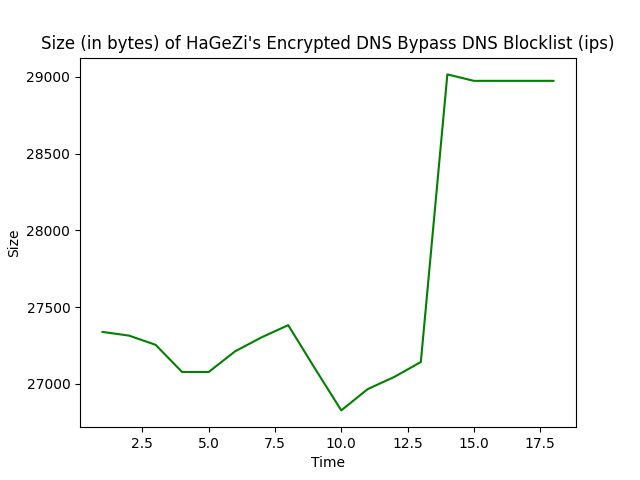 Size (in bytes) of HaGeZi's Encrypted DNS Bypass DNS Blocklist (ips)
29000
28500
28000
27500
27000
Size
2.5 5.0 7.5 10.0 12.5 15.0 17.5
Time